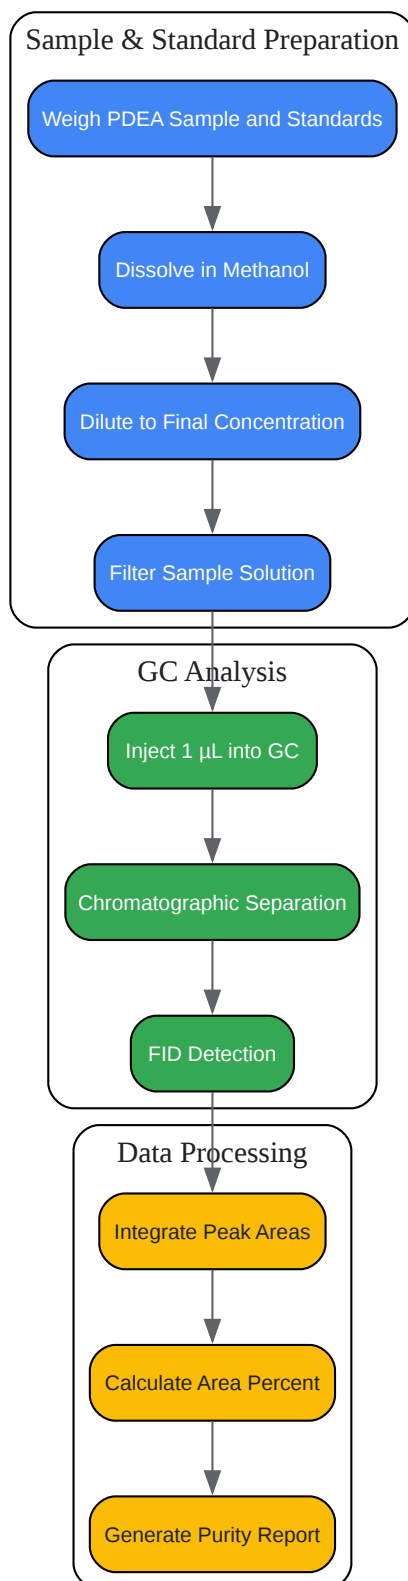 Sample & Standard Preparation
Weigh PDEA Sample and Standards
Dissolve in Methanol
Dilute to Final Concentration
Filter Sample Solution
GC Analysis
Inject 1 µL into GC
Chromatographic Separation
FID Detection
Data Processing
Integrate Peak Areas
Calculate Area Percent
Generate Purity Report